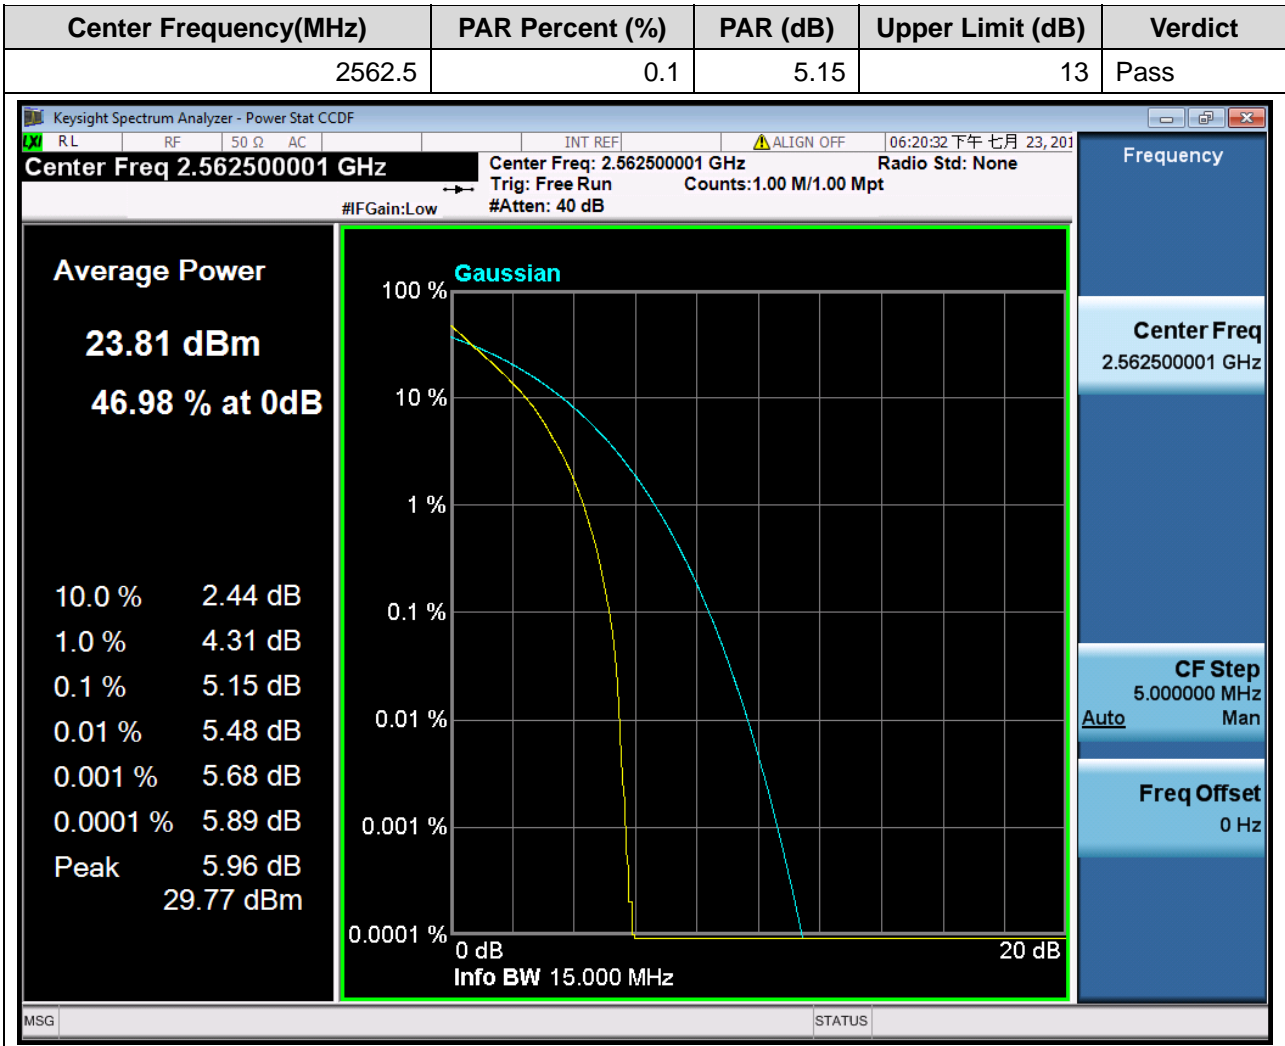 Center Frequency(MHz) PAR Percent (%) PAR (dB) Upper Limit (dB) Verdict
2562.5 0.1 5.15 13 Pass
Keysight Spectrum Analyzer - Power Stat CCDF
LXI RL RF 50 Ω AC INT REF ALIGN OFF 06:20:32 下午 七月 23, 201
Center Freq 2.562500001 GHz
Center Freq: 2.562500001 GHz Radio Std: None
Trig: Free Run Counts:1.00 M/1.00 Mpt
#IFGain:Low #Atten: 40 dB
Frequency
Average Power
23.81 dBm
46.98 % at 0dB
10.0 % 2.44 dB
1.0 % 4.31 dB
0.1 % 5.15 dB
0.01 % 5.48 dB
0.001 % 5.68 dB
0.0001 % 5.89 dB
Peak 5.96 dB
29.77 dBm
Gaussian
100 %
10 %
1 %
0.1 %
0.01 %
0.001 %
0.0001 %
0 dB 20 dB
Info BW 15.000 MHz
Center Freq
2.562500001 GHz
CF Step
5.000000 MHz
Auto Man
Freq Offset
0 Hz
MSG STATUS